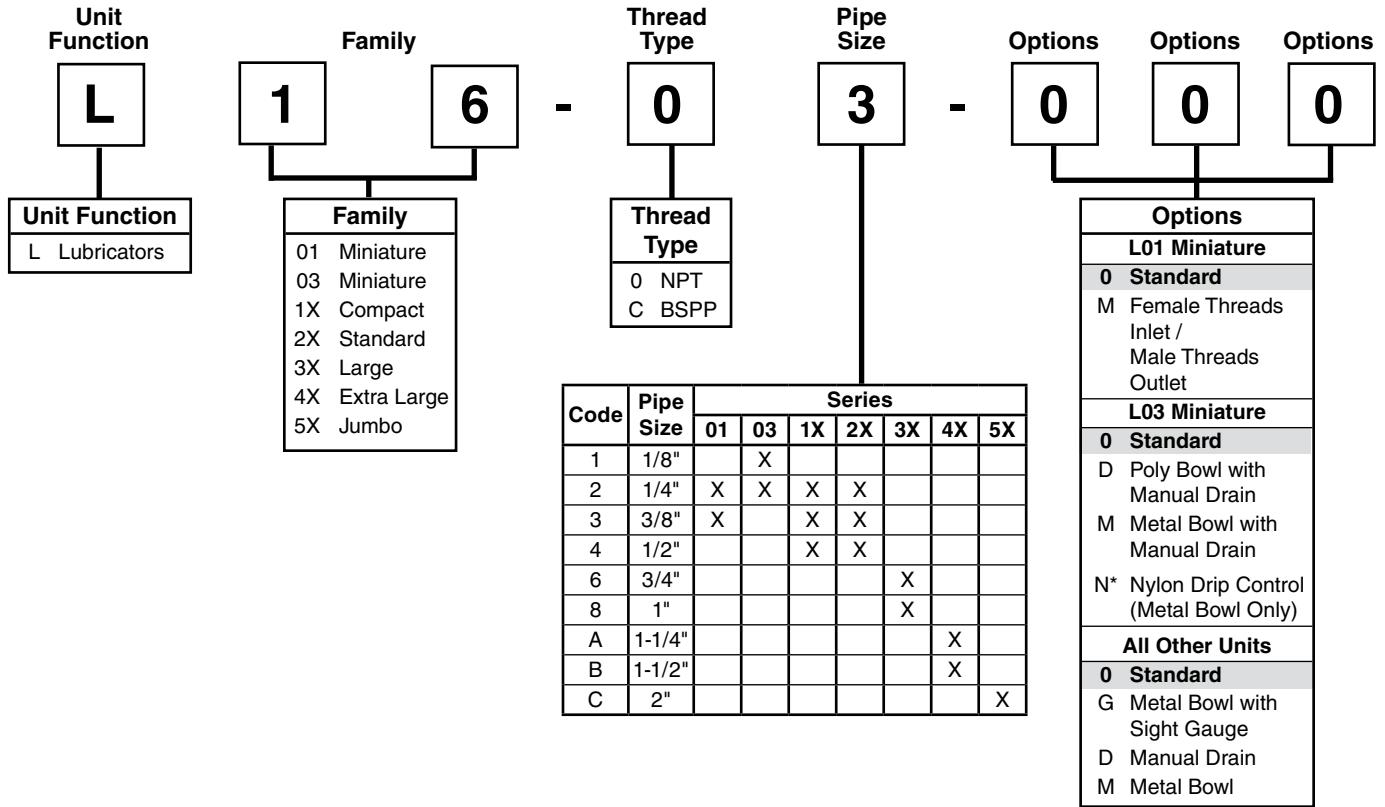 Unit Function
Family
Thread Type
Pipe Size
Options
Options
Options
L
1
6
-
0
3
-
0
0
0
Unit Function
L Lubricators
Family
01 Miniature
03 Miniature
1X Compact
2X Standard
3X Large
4X Extra Large
5X Jumbo
Thread
Type
0 NPT
C BSPP
Code Pipe Size Series
01 03 1X 2X 3X 4X 5X
1 1/8" X
2 1/4" X X X X
3 3/8" X X X
4 1/2" X X
6 3/4" X
8 1" X
A 1-1/4" X
B 1-1/2" X
C 2" X
Options
L01 Miniature
0 Standard
M Female Threads
Inlet /
Male Threads
Outlet
L03 Miniature
0 Standard
D Poly Bowl with
Manual Drain
M Metal Bowl with
Manual Drain
N* Nylon Drip Control
(Metal Bowl Only)
All Other Units
0 Standard
G Metal Bowl with
Sight Gauge
D Manual Drain
M Metal Bowl